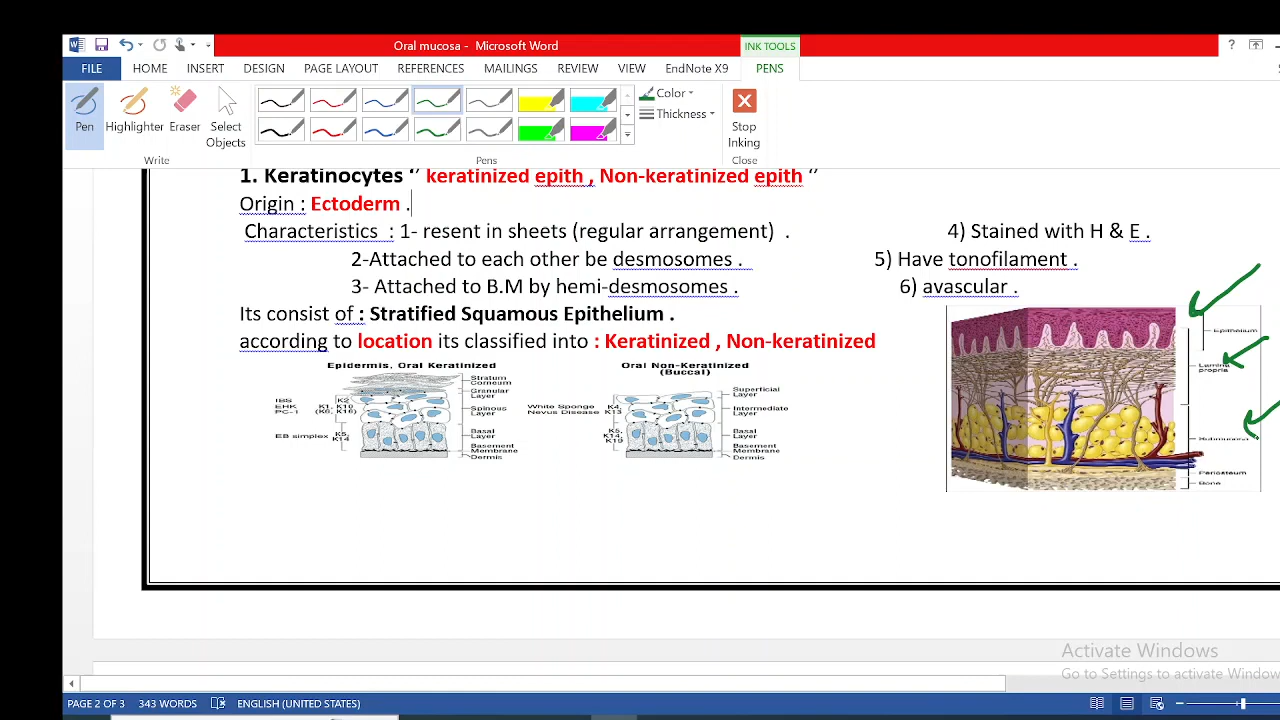 Oral mucosa - Microsoft Word
INK TOOLS
?
FILE HOME INSERT DESIGN PAGE LAYOUT REFERENCES MAILINGS REVIEW VIEW EndNote X9 PENS
Pen
Highlighter
Eraser
Select Objects
Color
Thickness
Stop Inking
Write
Pens
Close
1. Keratinocytes “ keratinized epith , Non-keratinized epith ”
Origin : Ectoderm .
Characteristics : 1- resent in sheets (regular arrangement) . 4) Stained with H & E .
2-Attached to each other be desmosomes . 5) Have tonofilament .
3- Attached to B.M by hemi-desmosomes . 6) avascular .
Its consist of : Stratified Squamous Epithelium .
according to location its classified into : Keratinized , Non-keratinized
Epidermis, Oral Keratinized
Stratum Corneum
Granular Layer
Spinous Layer
Basal Layer
Basement Membrane
Dermis
EB simplex
K5, K14
Oral Non-Keratinized (Buccal)
White Sponge Nevus Disease
K4, K13
Superficial Layer
Intermediate Layer
Basal Layer
Basement Membrane
Dermis
Epithelium
Lamina propria
Periosteum
Bone
Activate Windows
Go to Settings to activate Window
PAGE 2 OF 3 343 WORDS ENGLISH (UNITED STATES)